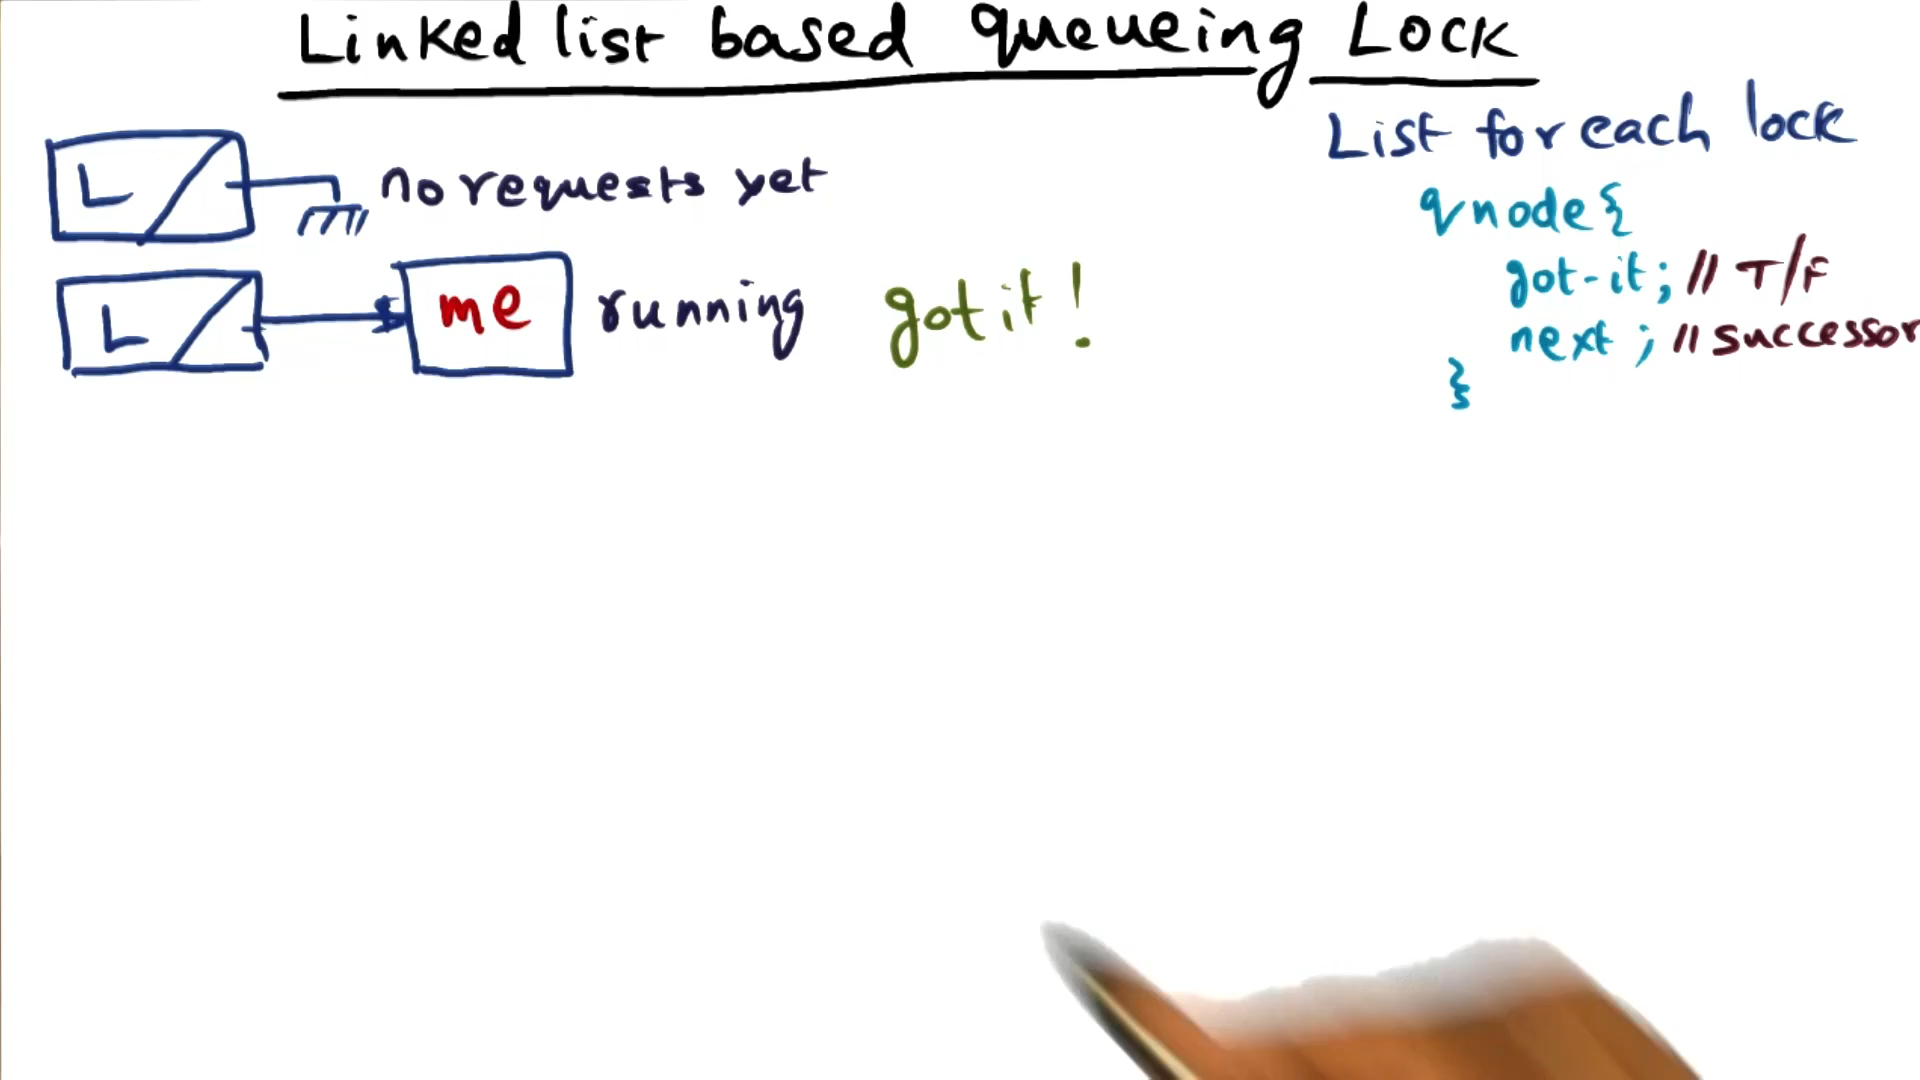 Linked list based queueing Lock
List for each lock
L no requests yet
qnode {
got-it; // T/F
L me running got it!
next ; // successor
}